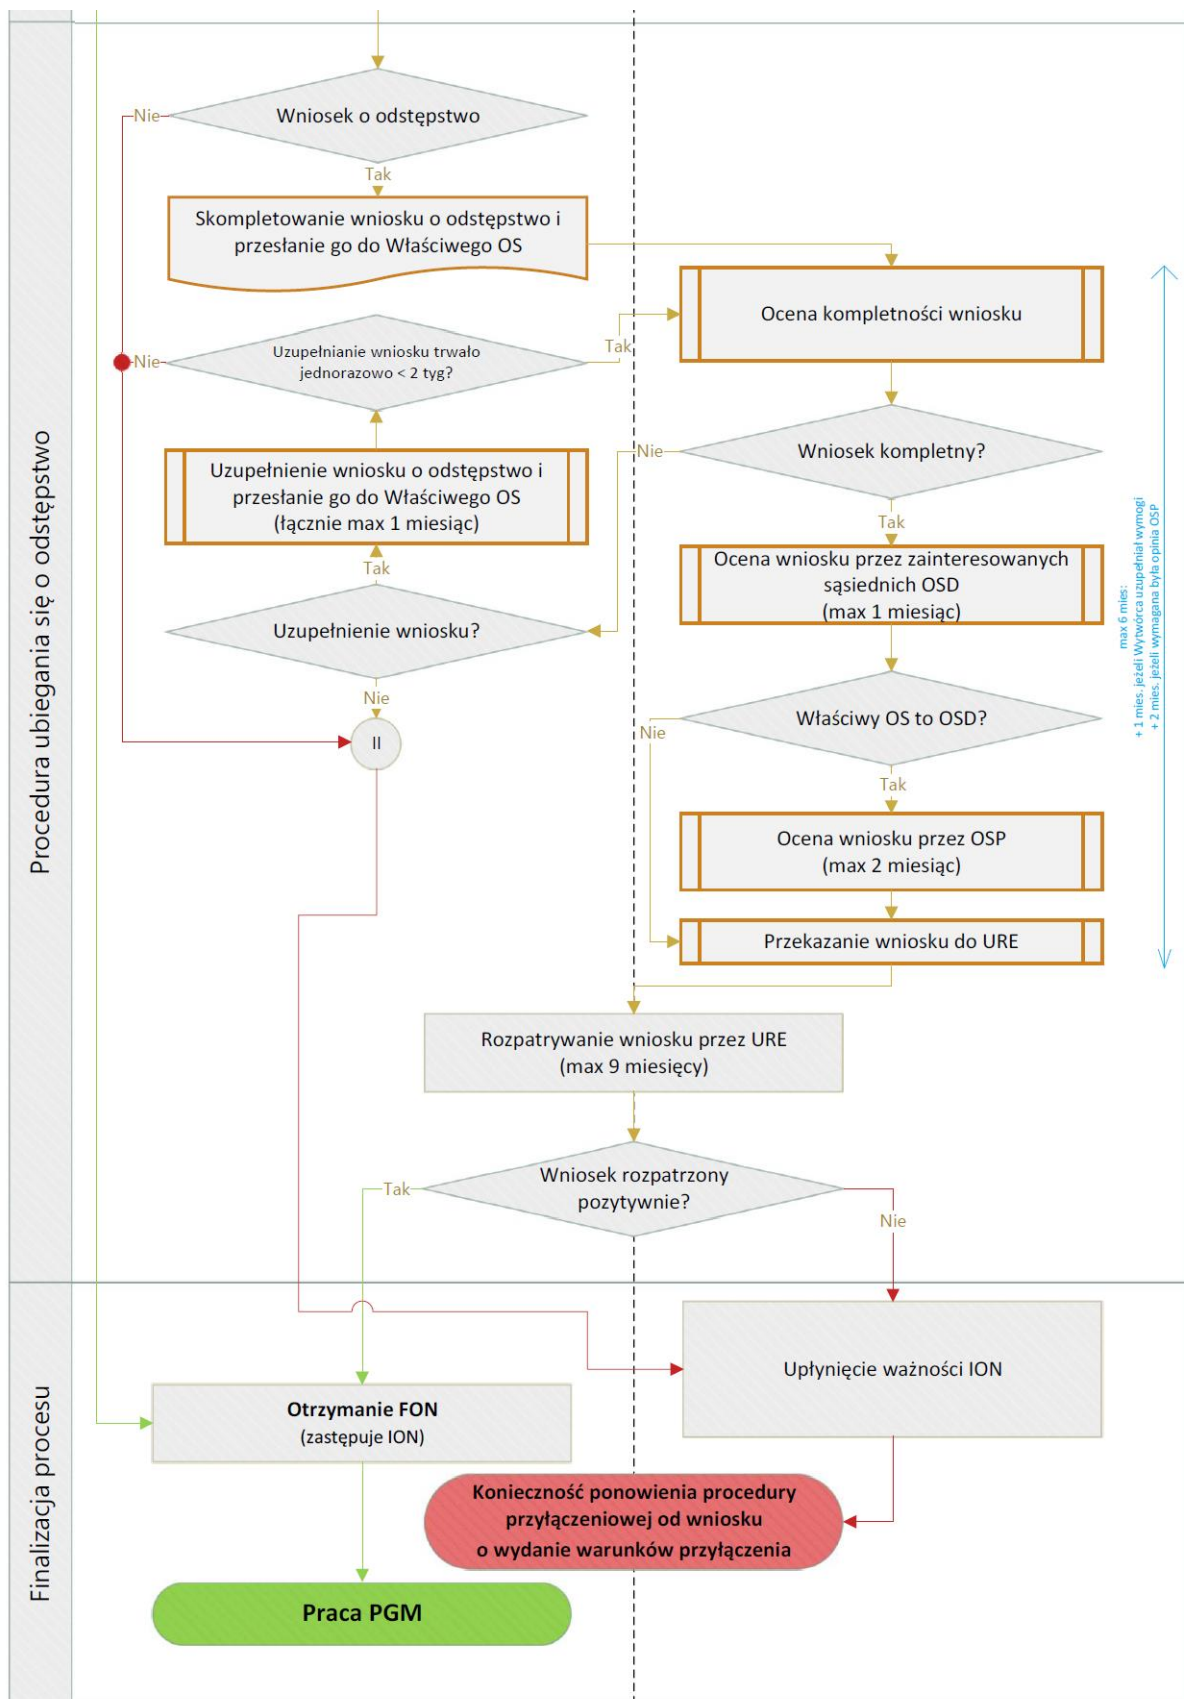 Procedura ubiegania się o odstępstwo
Wniosek o odstępstwo
Nie
Tak
Skompletowanie wniosku o odstępstwo i
przesłanie go do Właściwego OS
Ocena kompletności wniosku
Uzupełnianie wniosku trwało
jednorazowo < 2 tyg?
Nie
Tak
Wniosek kompletny?
Nie
Tak
Uzupełnienie wniosku o odstępstwo i
przesłanie go do Właściwego OS
(łącznie max 1 miesiąc)
Tak
Ocena wniosku przez zainteresowanych
sąsiednich OSD
(max 1 miesiąc)
Uzupełnienie wniosku?
Nie
II
Właściwy OS to OSD?
Nie
Tak
Ocena wniosku przez OSP
(max 2 miesiąc)
Przekazanie wniosku do URE
max 6 mies:
+ 1 mies. jeżeli Wytwórca uzupełniał wymogi
+ 2 mies. jeżeli wymagana była opinia OSP
Rozpatrywanie wniosku przez URE
(max 9 miesięcy)
Wniosek rozpatrzony
pozytywnie?
Tak
Nie
Finalizacja procesu
Upłynięcie ważności ION
Otrzymanie FON
(zastępuje ION)
Konieczność ponowienia procedury
przyłączeniowej od wniosku
o wydanie warunków przyłączenia
Praca PGM